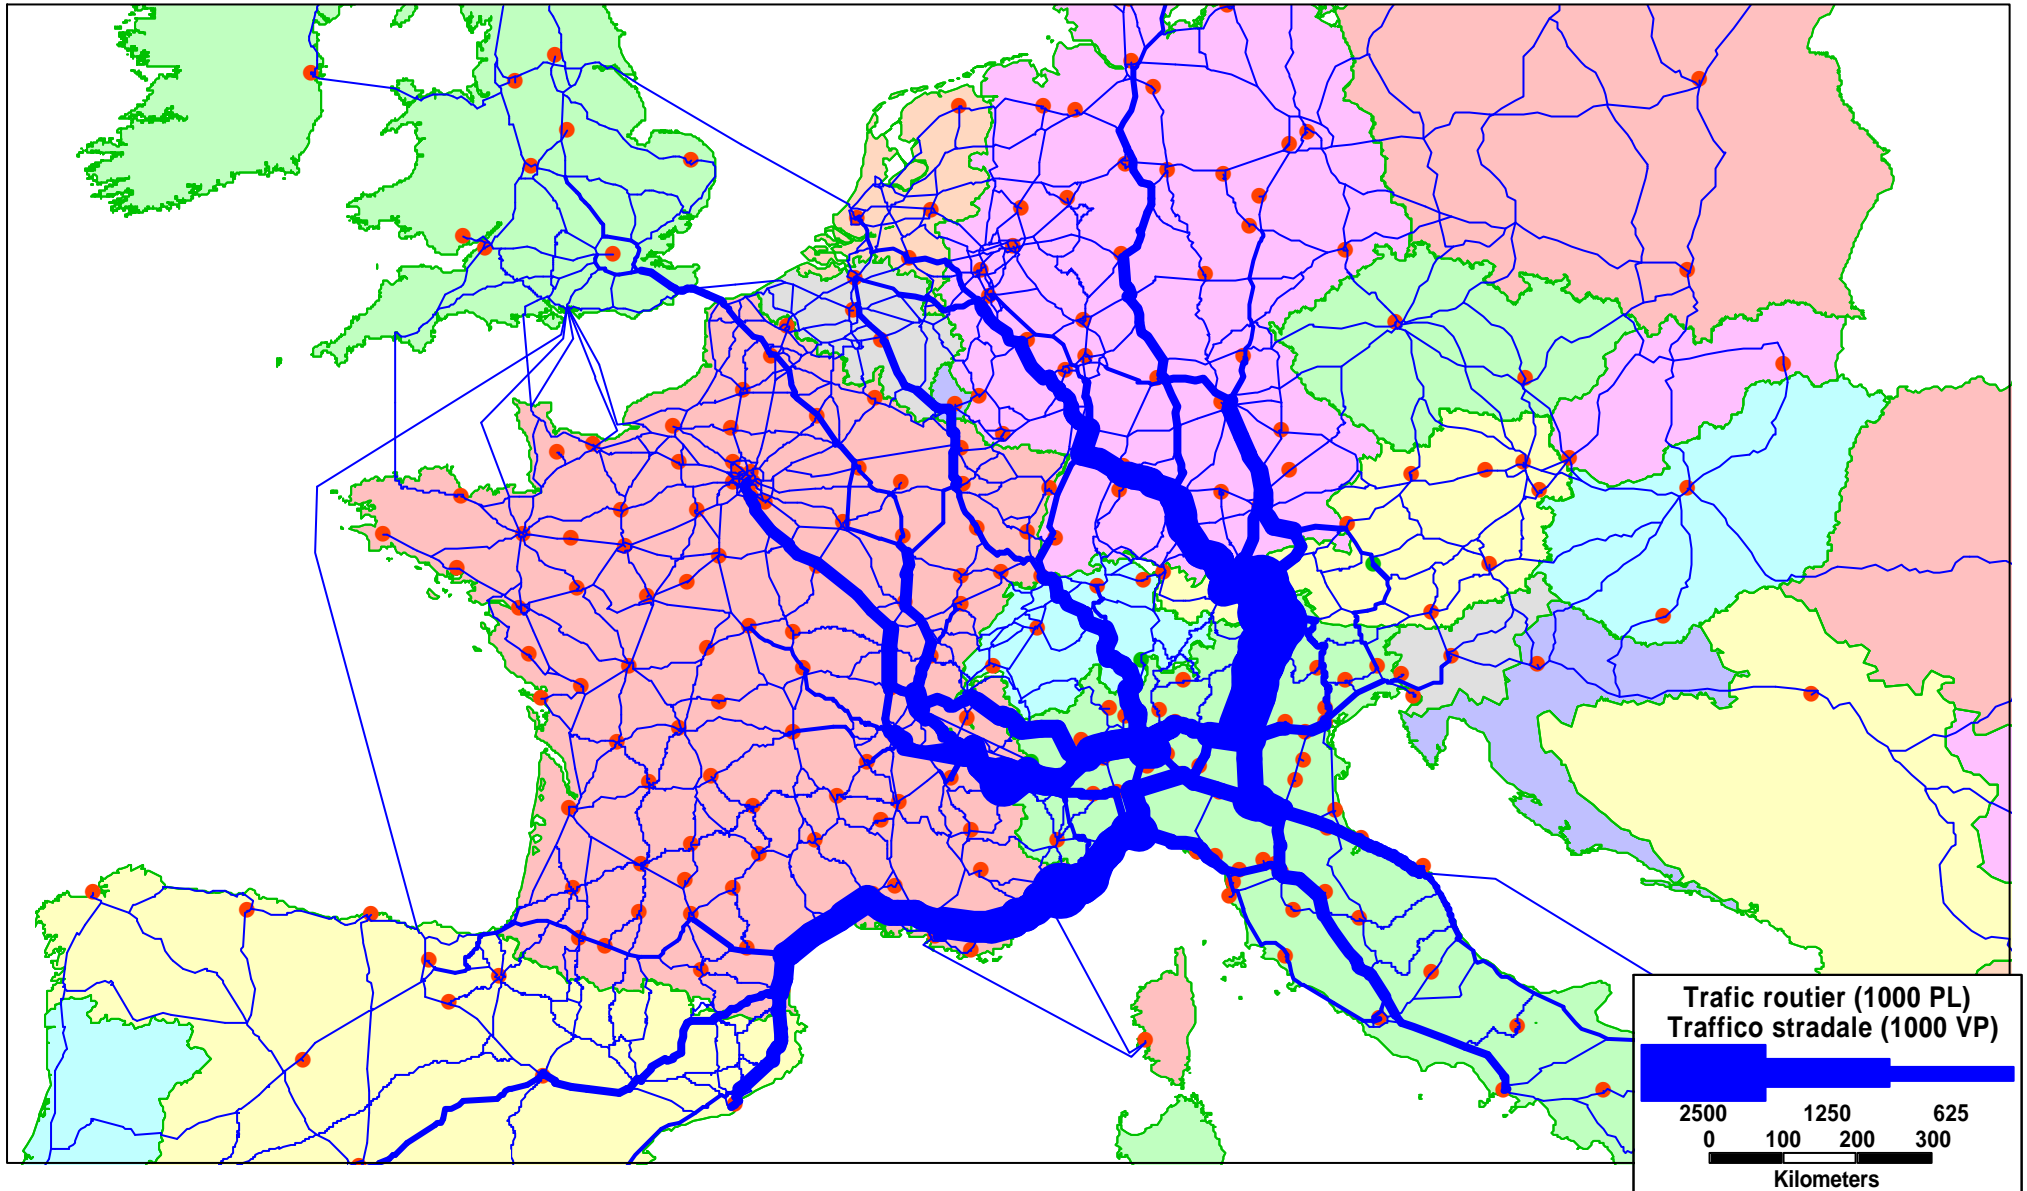 Trafic routier (1000 PL)
Traffico stradale (1000 VP)
2500 1250 625
0 100 200 300
Kilometers